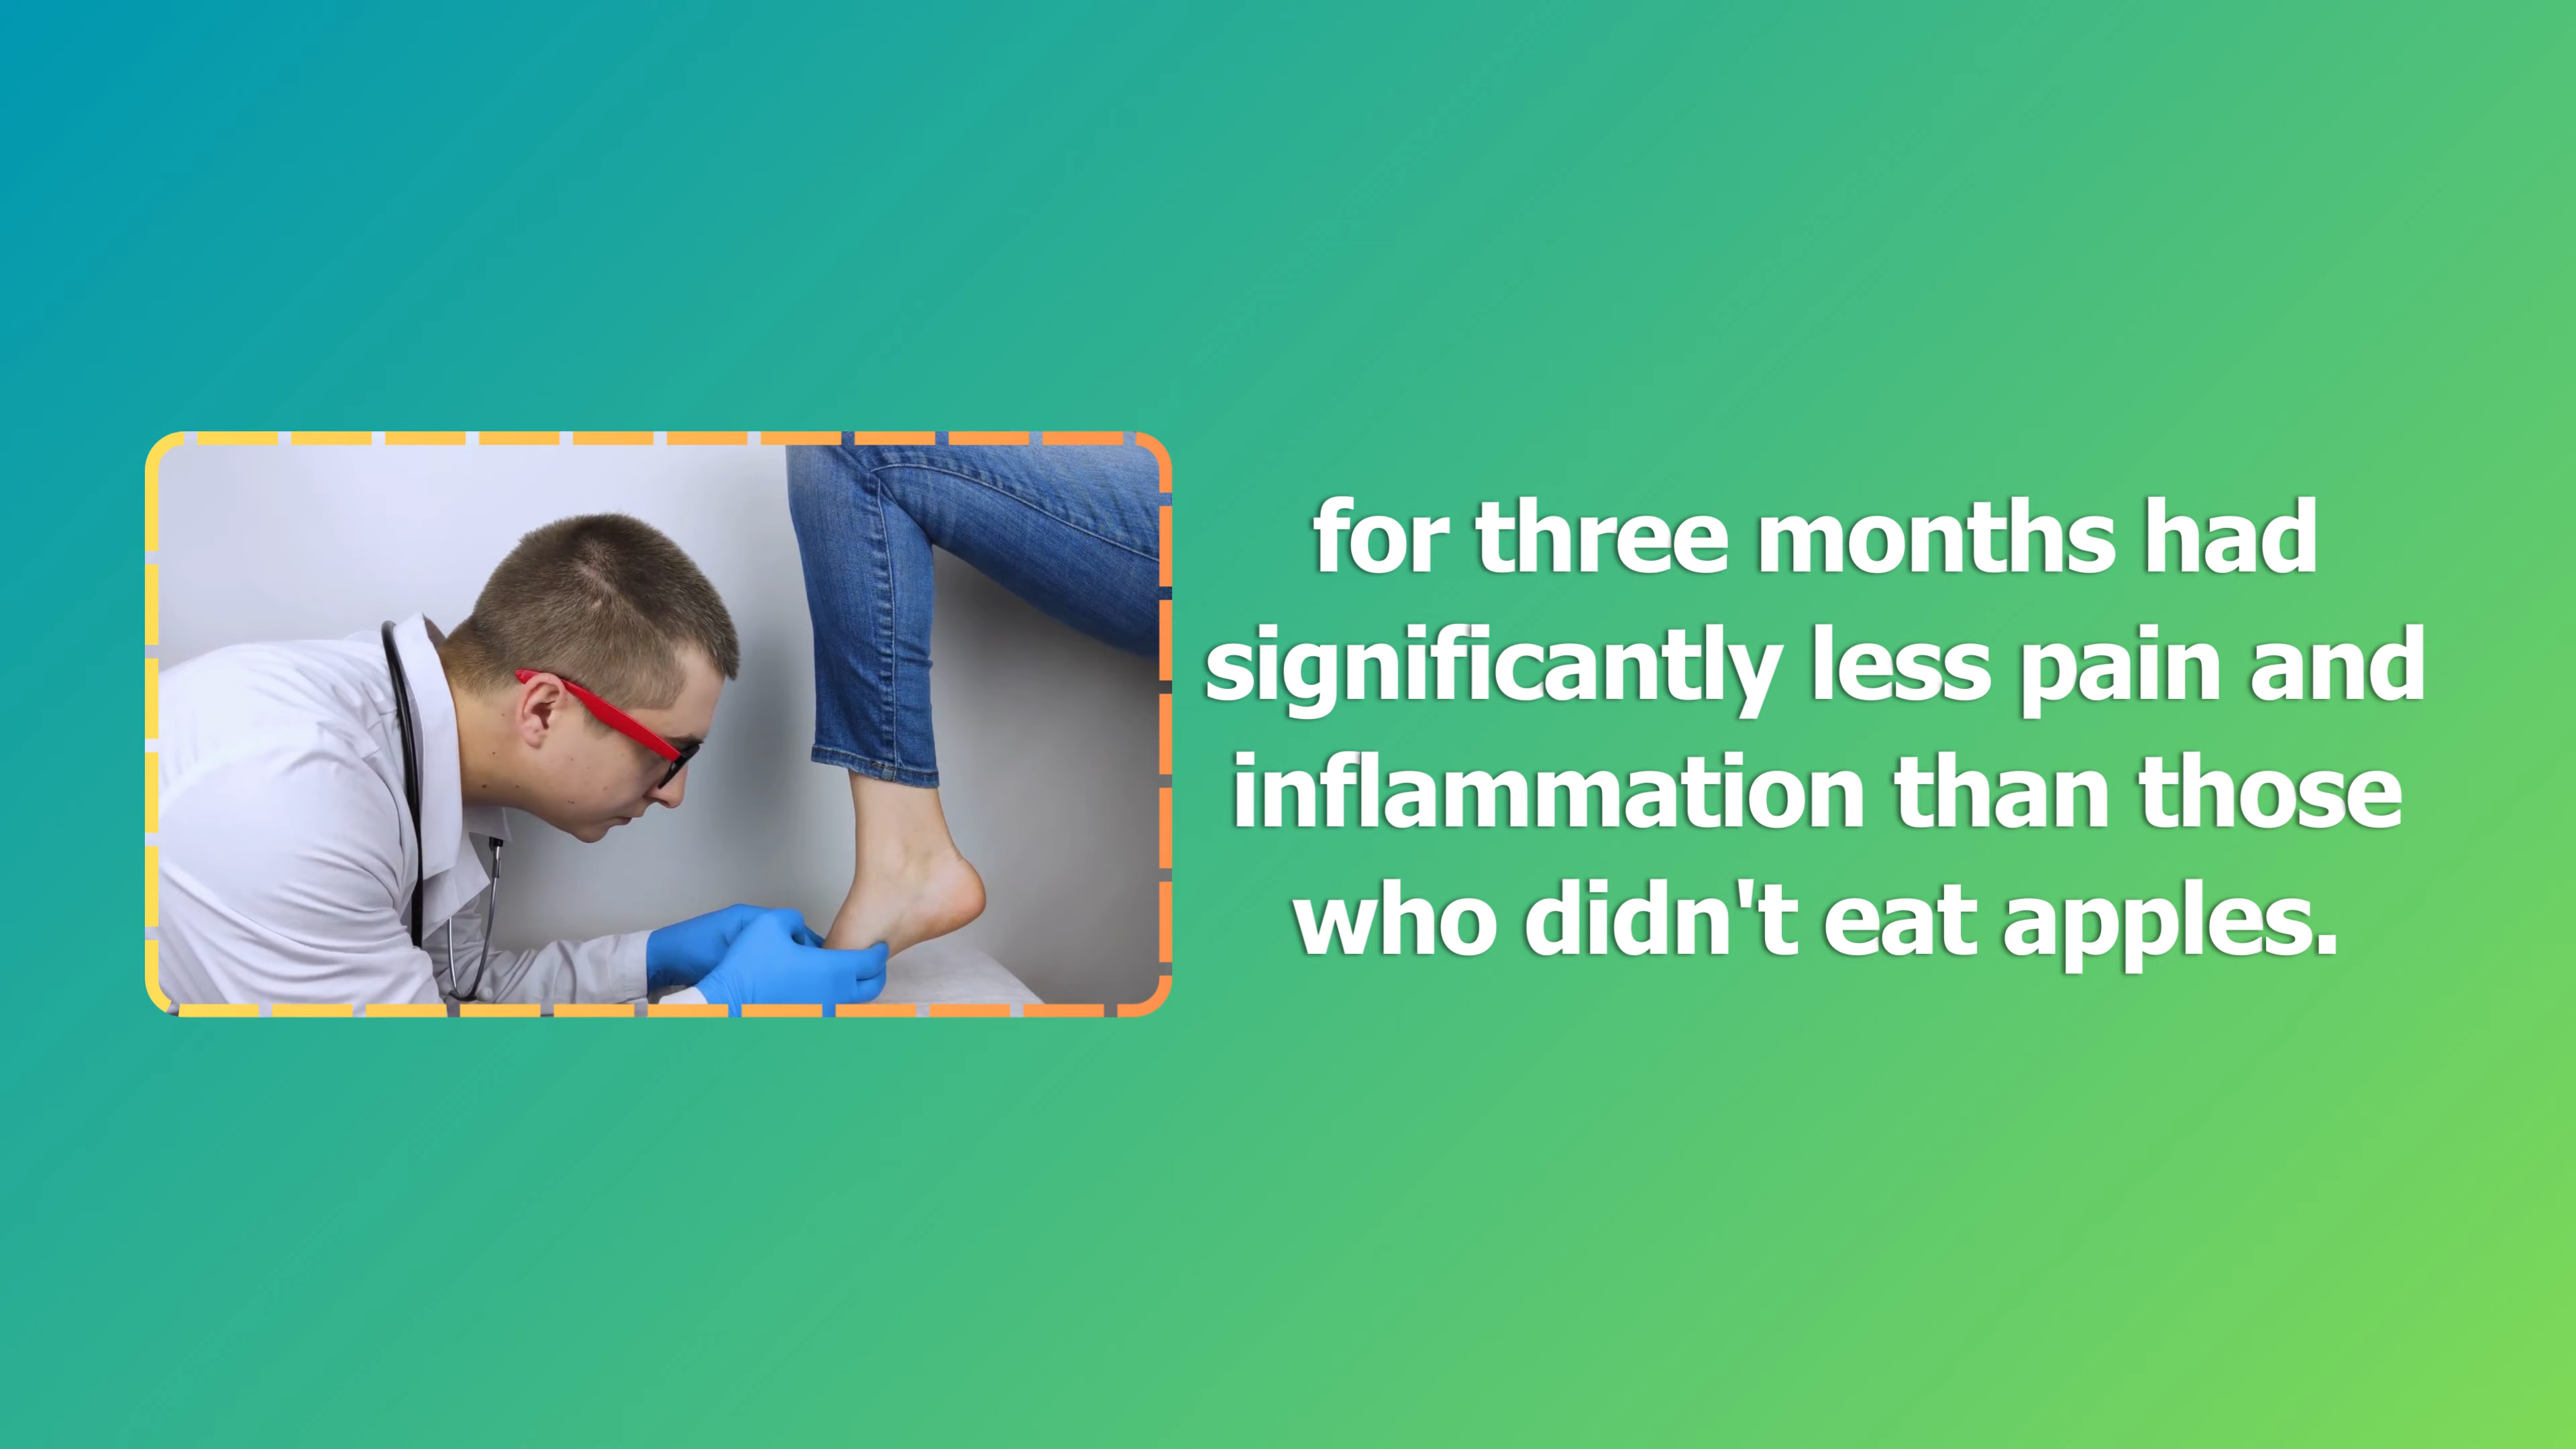 for three months had
significantly less pain and
inflammation than those
who didn't eat apples.